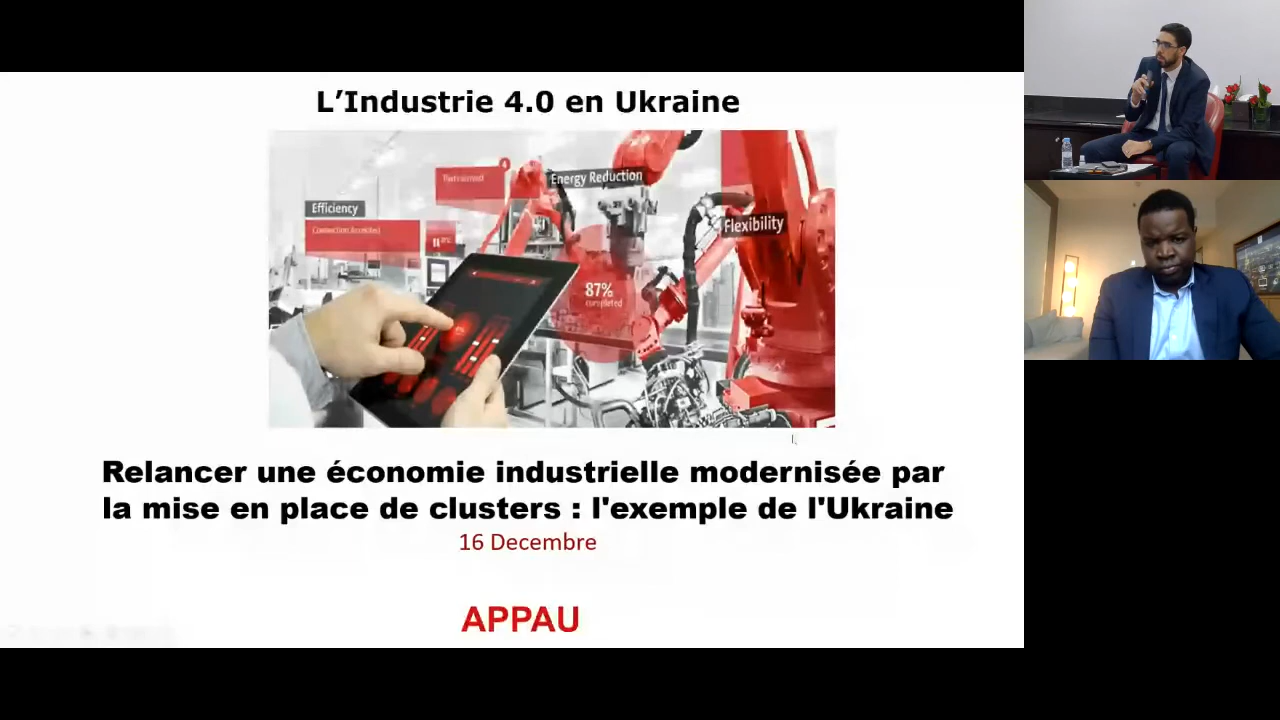 L’Industrie 4.0 en Ukraine
Energy Reduction
Efficiency
Flexibility
87%
completed
Relancer une économie industrielle modernisée par
la mise en place de clusters : l'exemple de l'Ukraine
16 Decembre
APPAU